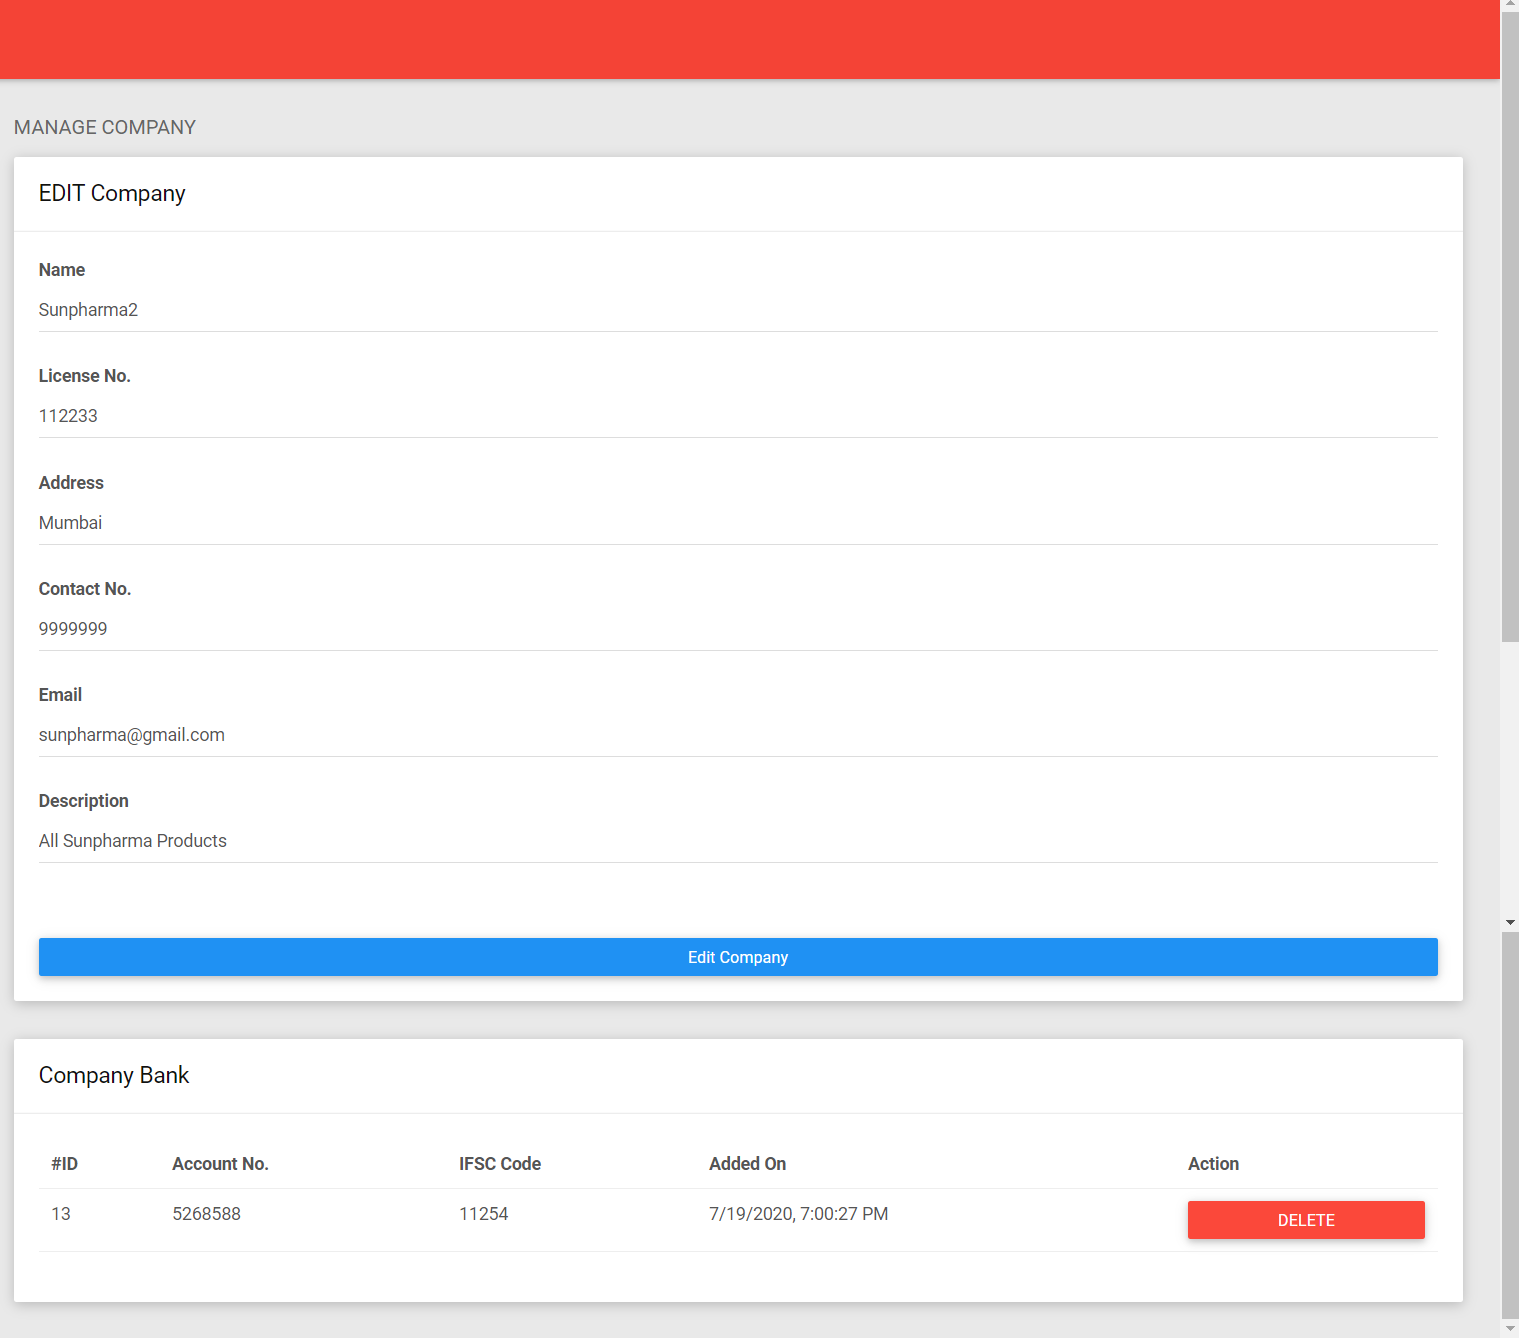 MANAGE COMPANY
EDIT Company
Name
Sunpharma2
License No.
112233
Address
Mumbai
Contact No.
9999999
Email
sunpharma@gmail.com
Description
All Sunpharma Products
Edit Company
Company Bank
#ID Account No. IFSC Code Added On Action
13 5268588 11254 7/19/2020, 7:00:27 PM DELETE